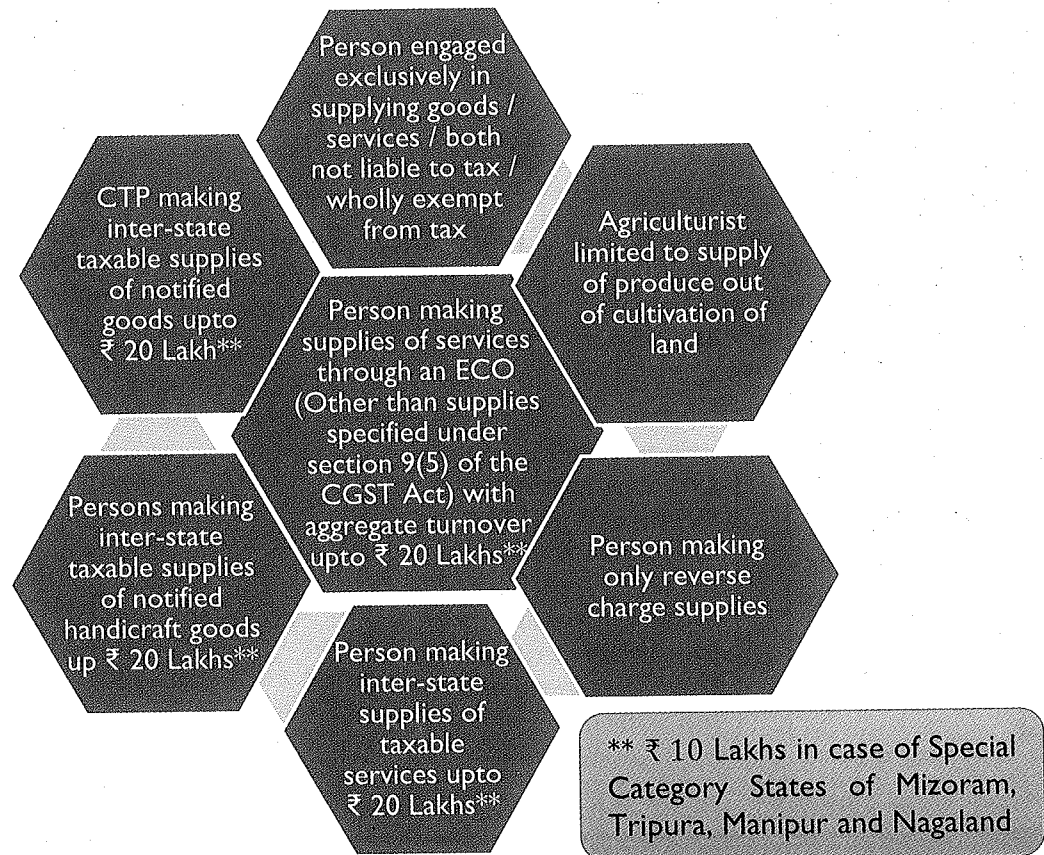 Person engaged
exclusively in
supplying goods /
services / both
not liable to tax /
wholly exempt
from tax
CTP making
inter-state
taxable supplies
of notified
goods upto
₹ 20 Lakh**
Agriculturist
limited to supply
of produce out
of cultivation of
land
Person making
supplies of services
through an ECO
(Other than supplies
specified under
section 9(5) of the
CGST Act) with
aggregate turnover
upto ₹ 20 Lakhs**
Persons making
inter-state
taxable supplies
of notified
handicraft goods
up ₹ 20 Lakhs**
Person making
only reverse
charge supplies
Person making
inter-state
supplies of
taxable
services upto
₹ 20 Lakhs**
** ₹ 10 Lakhs in case of Special
Category States of Mizoram,
Tripura, Manipur and Nagaland